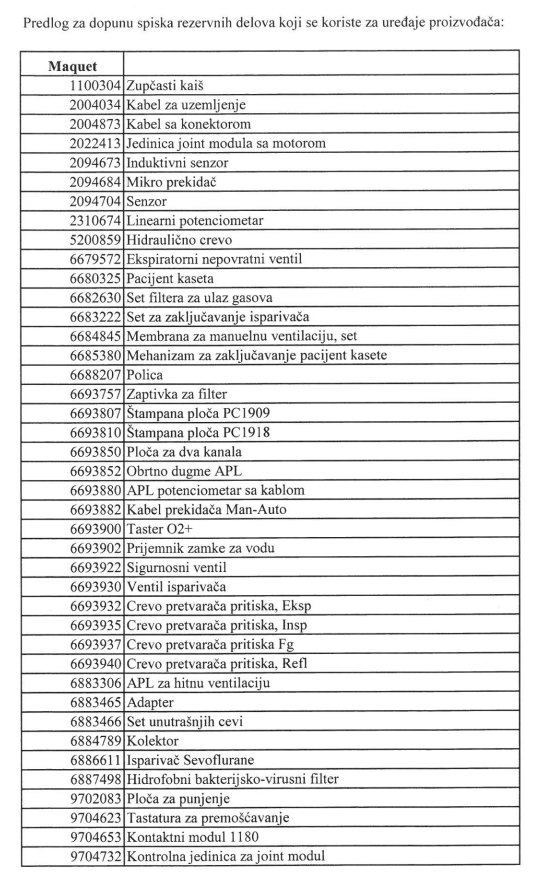 Predlog za dopunu spiska rezervnih delova koji se koriste za uređaje proizvođača:
Maquet
1100304 Zupčasti kaiš
2004034 Kabel za uzemljenje
2004873 Kabel sa konektorom
2022413 Jedinica joint modula sa motorom
2094673 Induktivni senzor
2094684 Mikro prekidač
2094704 Senzor
2310674 Linearni potenciometar
5200859 Hidraulično crevo
6679572 Ekspiratorni nepovratni ventil
6680325 Pacijent kaseta
6682630 Set filtera za ulaz gasova
6683222 Set za zaključavanje isparivača
6684845 Membrana za manuelnu ventilaciju, set
6685380 Mehanizam za zaključavanje pacijent kasete
6688207 Polica
6693757 Zaptivka za filter
6693807 Štampana ploča PC1909
6693810 Štampana ploča PC1918
6693850 Ploča za dva kanala
6693852 Obrtno dugme APL
6693880 APL potenciometar sa kablom
6693882 Kabel prekidača Man-Auto
6693900 Taster O2+
6693902 Prijemnik zamke za vodu
6693922 Sigurnosni ventil
6693930 Ventil isparivača
6693932 Crevo pretvarača pritiska, Eksp
6693935 Crevo pretvarača pritiska, Insp
6693937 Crevo pretvarača pritiska Fg
6693940 Crevo pretvarača pritiska, Refl
6883306 APL za hitnu ventilaciju
6883465 Adapter
6883466 Set unutrašnjih cevi
6884789 Kolektor
6886611 Isparivač Sevoflurane
6887498 Hidrofobni bakterijsko-virusni filter
9702083 Ploča za punjenje
9704623 Tastatura za premošćavanje
9704653 Kontaktni modul 1180
9704732 Kontrolna jedinica za joint modul